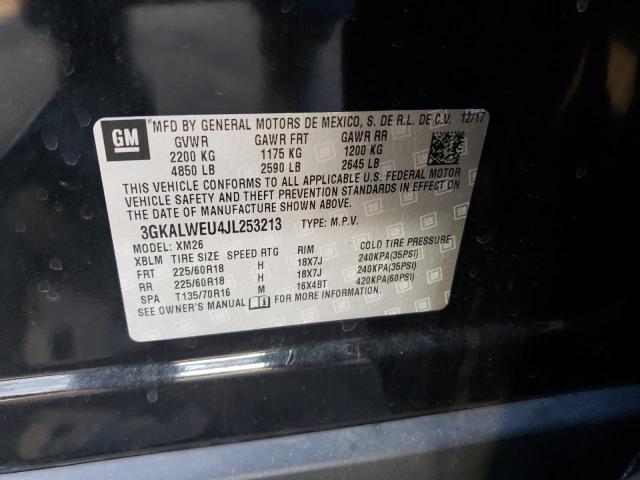 GM
MFD BY GENERAL MOTORS DE MEXICO, S. DE R.L. DE C.V. 12/17
GVWR GAWR FRT GAWR RR
2200 KG 1175 KG 1200 KG
4850 LB 2590 LB 2645 LB
THIS VEHICLE CONFORMS TO ALL APPLICABLE U.S. FEDERAL MOTOR
VEHICLE SAFETY AND THEFT PREVENTION STANDARDS IN EFFECT ON
THE DATE OF MANUFACTURE SHOWN ABOVE.
3GKALWEU4JL253213 TYPE: M.P.V.
MODEL: XM26
XBLM TIRE SIZE SPEED RTG RIM COLD TIRE PRESSURE
FRT 225/60R18 H 18X7J 240KPA(35PSI)
RR 225/60R18 H 18X7J 240KPA(35PSI)
SPA T135/70R16 M 16X4BT 420KPA(60PSI)
SEE OWNER'S MANUAL FOR MORE INFORMATION.